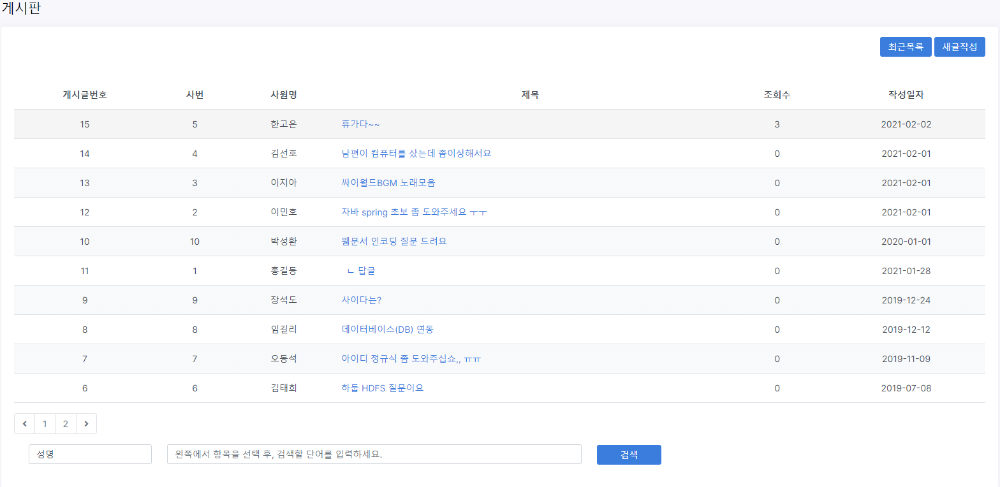 게시판
최근목록 새글작성
게시글번호 사번 사원명 제목 조회수 작성일자
15 5 한고은 휴가다~~ 3 2021-02-02
14 4 김선호 남편이 컴퓨터를 샀는데 좀이상해서요 0 2021-02-01
13 3 이지아 싸이월드BGM 노래모음 0 2021-02-01
12 2 이민호 자바 spring 초보 좀 도와주세요 ㅜㅜ 0 2021-02-01
10 10 박성환 웹문서 인코딩 질문 드려요 0 2020-01-01
11 1 홍길동 ㄴ 답글 0 2021-01-28
9 9 장석도 사이다는? 0 2019-12-24
8 8 임길리 데이터베이스(DB) 연동 0 2019-12-12
7 7 오동석 아이디 정규식 좀 도와주십쇼,, ㅠㅠ 0 2019-11-09
6 6 김태희 하둡 HDFS 질문이요 0 2019-07-08
1 2
성명 왼쪽에서 항목을 선택 후, 검색할 단어를 입력하세요. 검색